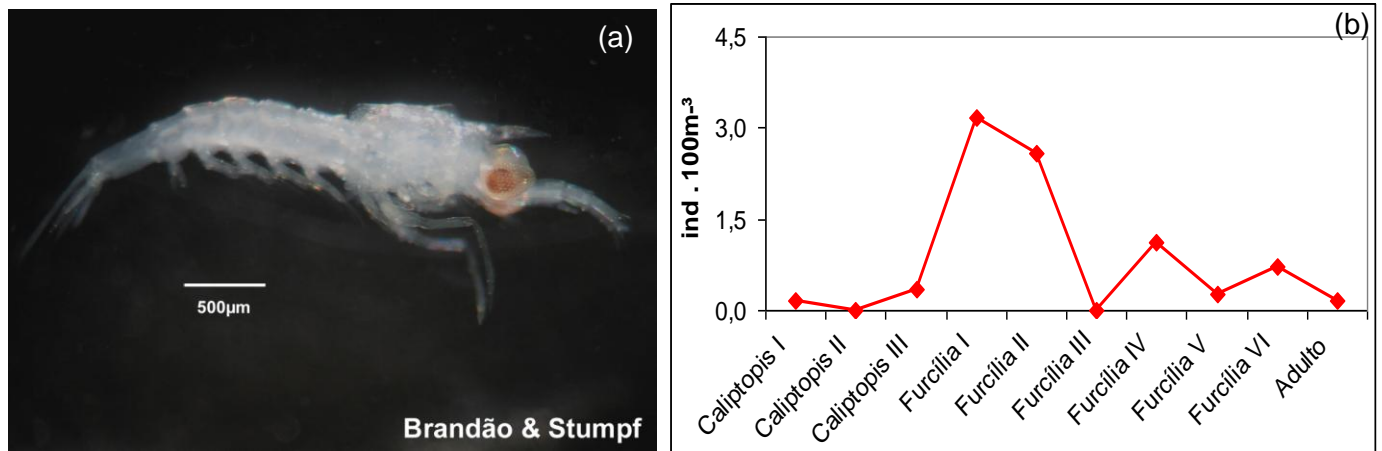 (a)
500µm
Brandão & Stumpf
(b)
ind . 100m-³
4,5
3,0
1,5
0,0
Caliptopis I
Caliptopis II
Caliptopis III
Furcília I
Furcília II
Furcília III
Furcília IV
Furcília V
Furcília VI
Adulto